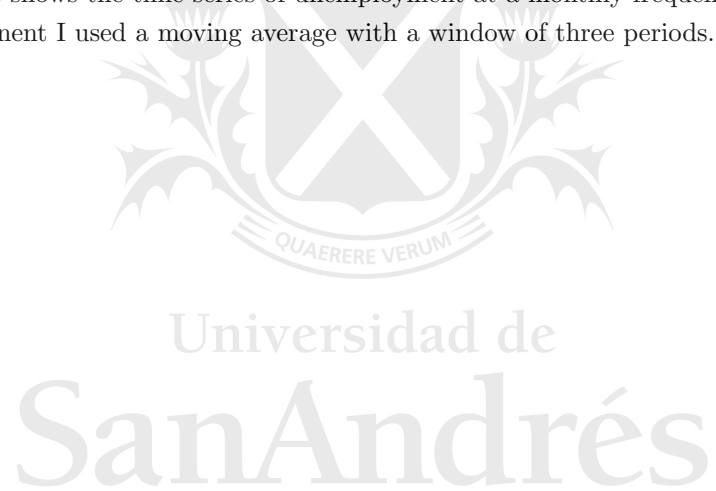 shows the time series of unemployment at a monthly frequen
nent I used a moving average with a window of three periods.
QUAERERE VERUM
Universidad de
SanAndrés